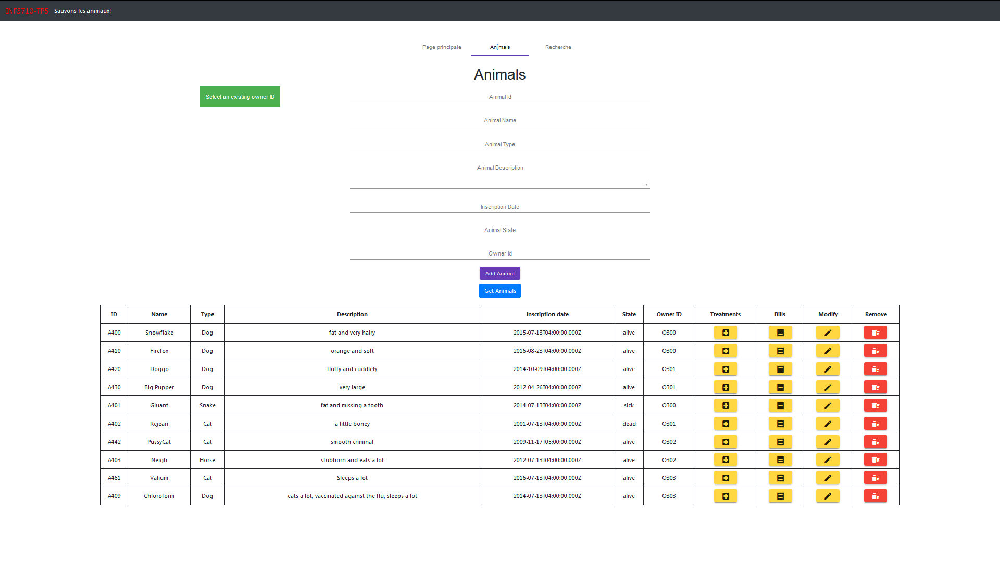 INF3710-TP5 Sauvons les animaux!
Page principale Animals Recherche
Animals
Select an existing owner ID
Animal Id
Animal Name
Animal Type
Animal Description
Inscription Date
Animal State
Owner Id
Add Animal
Get Animals
ID Name Type Description Inscription date State Owner ID Treatments Bills Modify Remove
A400 Snowflake Dog fat and very hairy 2015-07-13T04:00:00.000Z alive O300
A410 Firefox Dog orange and soft 2016-08-23T04:00:00.000Z alive O300
A420 Doggo Dog fluffy and cuddlely 2014-10-09T04:00:00.000Z alive O301
A430 Big Pupper Dog very large 2012-04-26T04:00:00.000Z alive O301
A401 Gluant Snake fat and missing a tooth 2014-07-13T04:00:00.000Z sick O300
A402 Rejean Cat a little boney 2001-07-13T04:00:00.000Z dead O301
A442 PussyCat Cat smooth criminal 2009-11-17T05:00:00.000Z alive O302
A403 Neigh Horse stubborn and eats a lot 2012-07-13T04:00:00.000Z alive O302
A461 Valium Cat Sleeps a lot 2016-07-13T04:00:00.000Z alive O303
A409 Chloroform Dog eats a lot, vaccinated against the flu, sleeps a lot 2014-07-13T04:00:00.000Z alive O303